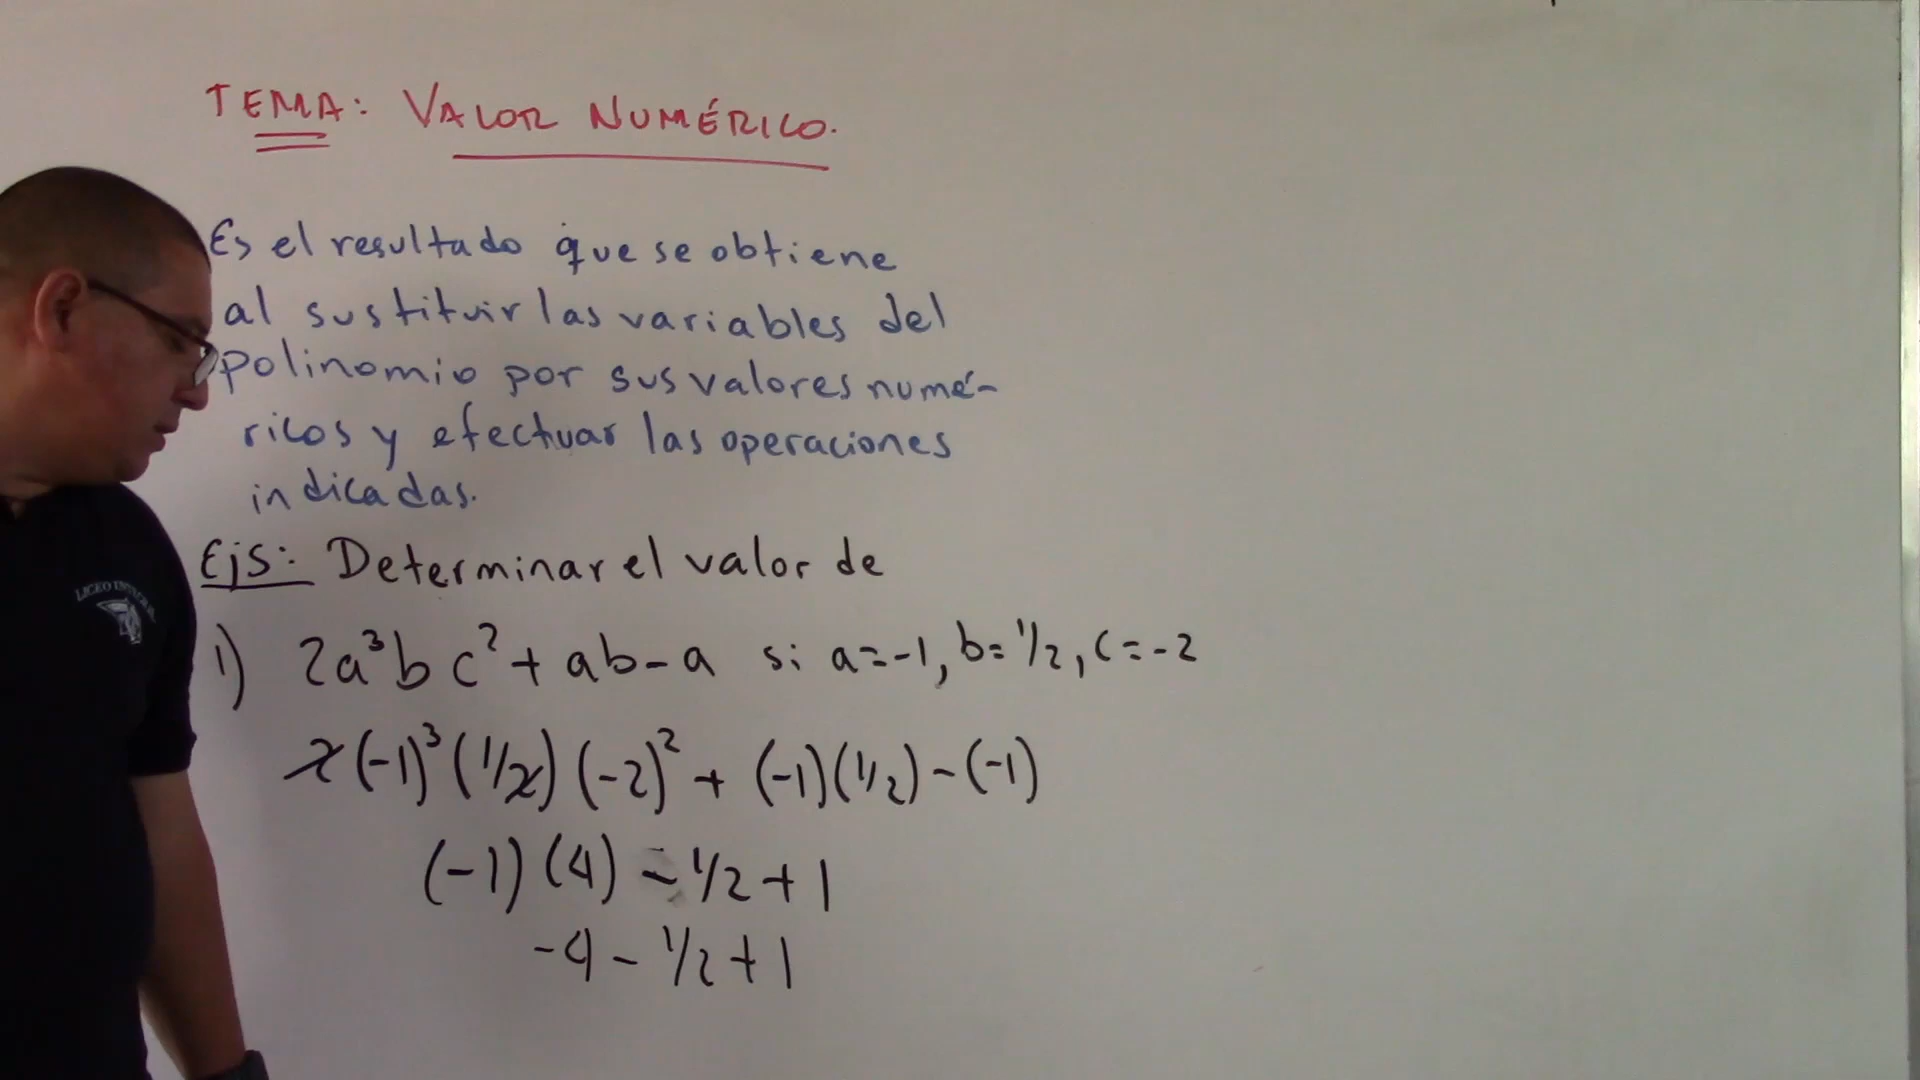 TEMA: VALOR NUMÉRICO.
Es el resultado que se obtiene
al sustituir las variables del
polinomio por sus valores numé-
ricos y efectuar las operaciones
indicadas.
Ejs: Determinar el valor de
1) 2a³bc² + ab - a si a=-1, b=1/2, c=-2
2(-1)³(1/2)(-2)² + (-1)(1/2) - (-1)
(-1)(4) - 1/2 + 1
-4 - 1/2 + 1
LICEO